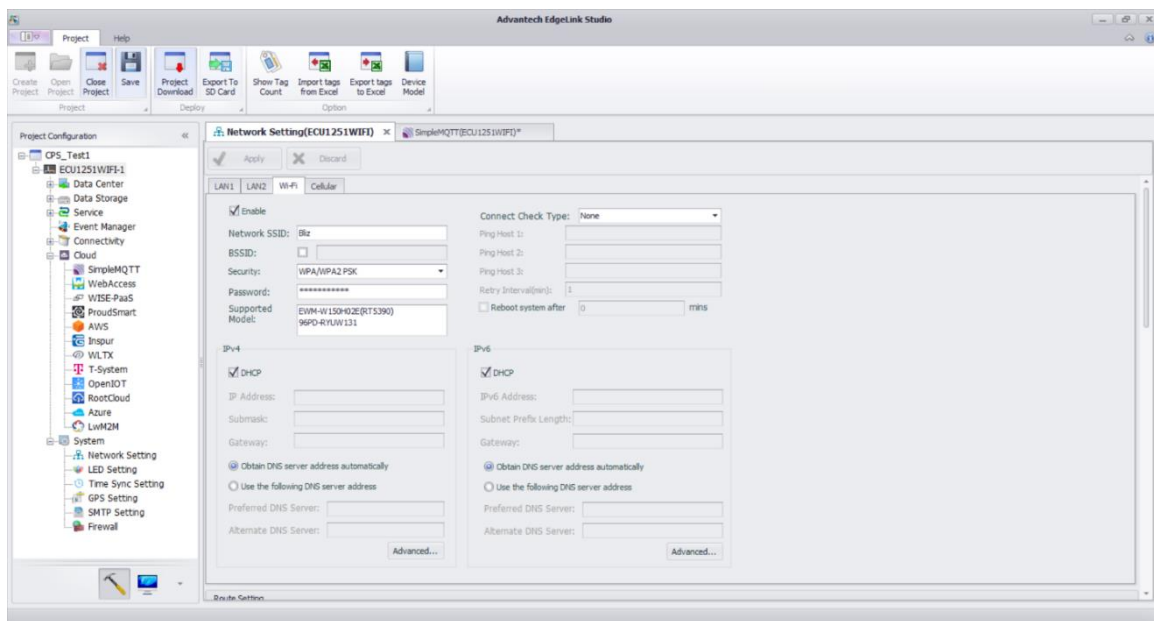 Advantech EdgeLink Studio
Project Help
Create Project
Open Project
Close Project
Save
Project Download
Export To SD Card
Show Tag Count
Import tags from Excel
Export tags to Excel
Device Model
Project
Deploy
Option
Project Configuration
CPS_Test1
ECU1251WIFI-1
Data Center
Data Storage
Service
Event Manager
Connectivity
Cloud
SimpleMQTT
WebAccess
WISE-PaaS
ProudSmart
AWS
Inspur
WLTX
T-System
OpenIOT
RootCloud
Azure
LwM2M
System
Network Setting
LED Setting
Time Sync Setting
GPS Setting
SMTP Setting
Firewall
Network Setting(ECU1251WIFI)
SimpleMQTT(ECU1251WIFI)*
Apply Discard
LAN1 LAN2 Wi-Fi Cellular
Enable
Network SSID: Bliz
BSSID:
Security: WPA/WPA2 PSK
Password: ***********
Supported Model:
EWM-W150H02E(RT5390)
96PD-RYUW131
Connect Check Type: None
Ping Host 1:
Ping Host 2:
Ping Host 3:
Retry Interval(min): 1
Reboot system after 0 mins
IPv4
DHCP
IP Address:
Submask:
Gateway:
Obtain DNS server address automatically
Use the following DNS server address
Preferred DNS Server:
Alternate DNS Server:
Advanced...
IPv6
DHCP
IPv6 Address:
Subnet Prefix Length:
Gateway:
Obtain DNS server address automatically
Use the following DNS server address
Preferred DNS Server:
Alternate DNS Server:
Advanced...
Route Setting